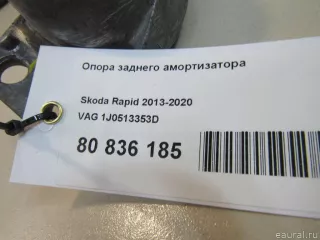 Опора заднего амортизатора
Skoda Rapid 2013-2020
VAG 1J0513353D
80 836 185
eaural.ru